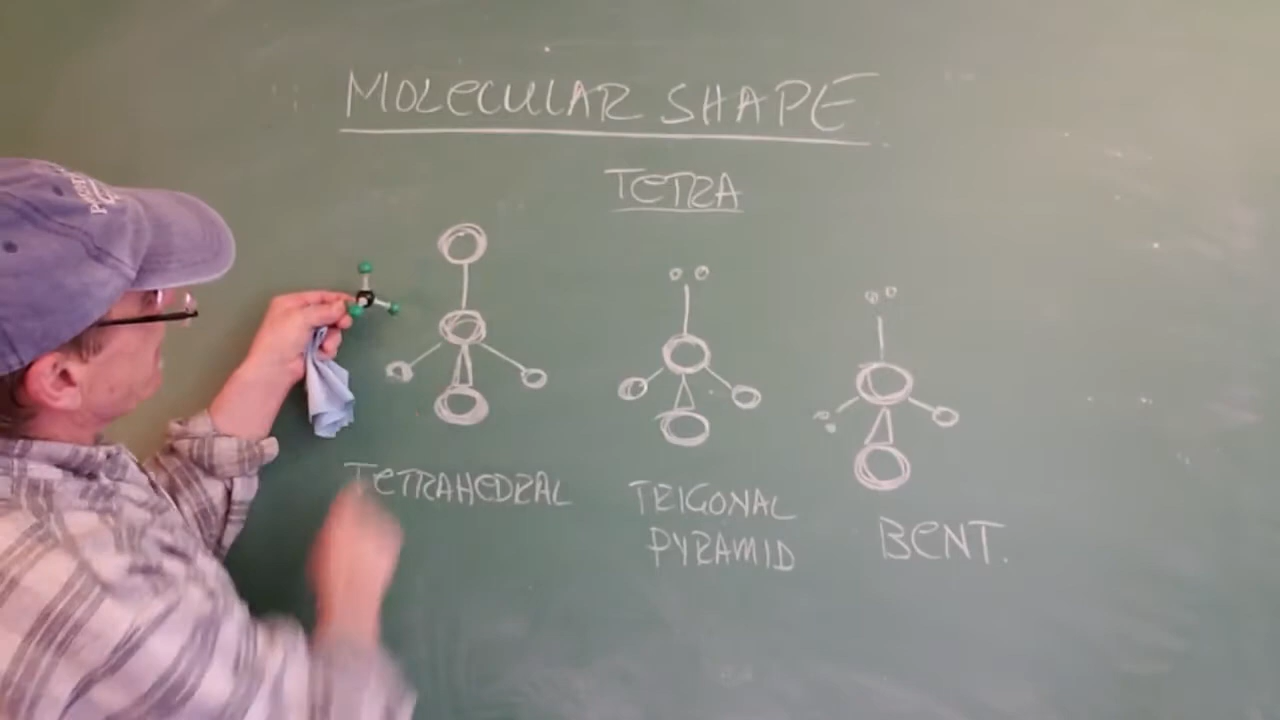 MOLECULAR SHAPE
TETRA
TETRAHEDRAL
TRIGONAL
PYRAMID
BENT.